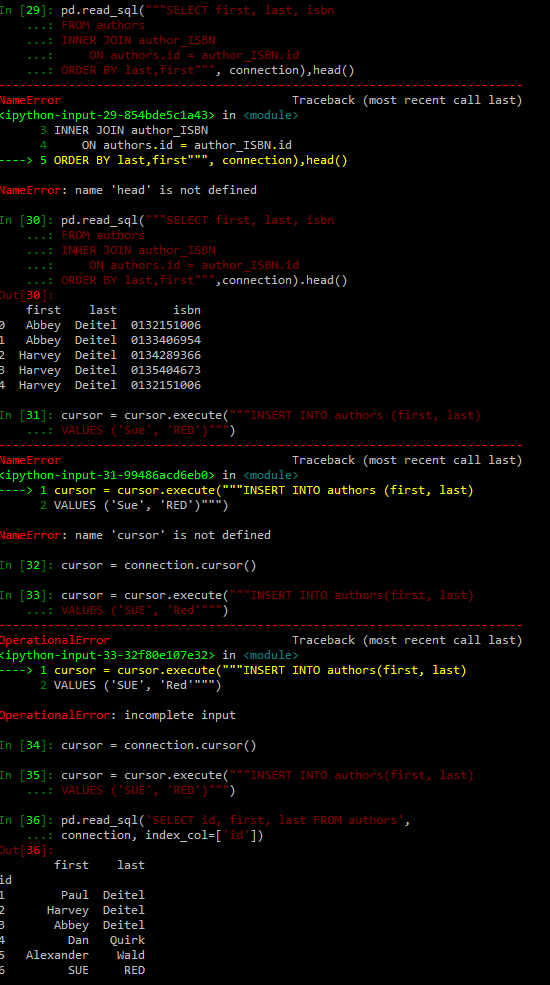 In [29]: pd.read_sql("""SELECT first, last, isbn
    ...: FROM authors
    ...: INNER JOIN author_ISBN
    ...:     ON authors.id = author_ISBN.id
    ...: ORDER BY last,first""", connection),head()
---------------------------------------------------------------------------
NameError                                 Traceback (most recent call last)
<ipython-input-29-854bde5c1a43> in <module>
      3 INNER JOIN author_ISBN
      4     ON authors.id = author_ISBN.id
----> 5 ORDER BY last,first""", connection),head()

NameError: name 'head' is not defined

In [30]: pd.read_sql("""SELECT first, last, isbn
    ...: FROM authors
    ...: INNER JOIN author_ISBN
    ...:     ON authors.id = author_ISBN.id
    ...: ORDER BY last,first""",connection).head()
Out[30]:
    first    last        isbn
0   Abbey  Deitel  0132151006
1   Abbey  Deitel  0133406954
2  Harvey  Deitel  0134289366
3  Harvey  Deitel  0135404673
4  Harvey  Deitel  0132151006

In [31]: cursor = cursor.execute("""INSERT INTO authors (first, last)
    ...: VALUES ('Sue', 'RED')""")
---------------------------------------------------------------------------
NameError                                 Traceback (most recent call last)
<ipython-input-31-99486acd6eb0> in <module>
----> 1 cursor = cursor.execute("""INSERT INTO authors (first, last)
      2 VALUES ('Sue', 'RED')""")

NameError: name 'cursor' is not defined

In [32]: cursor = connection.cursor()

In [33]: cursor = cursor.execute("""INSERT INTO authors(first, last)
    ...: VALUES ('SUE', 'Red'""")
---------------------------------------------------------------------------
OperationalError                          Traceback (most recent call last)
<ipython-input-33-32f80e107e32> in <module>
----> 1 cursor = cursor.execute("""INSERT INTO authors(first, last)
      2 VALUES ('SUE', 'Red'""")

OperationalError: incomplete input

In [34]: cursor = connection.cursor()

In [35]: cursor = cursor.execute("""INSERT INTO authors(first, last)
    ...: VALUES ('SUE', 'RED')""")

In [36]: pd.read_sql('SELECT id, first, last FROM authors',
    ...: connection, index_col=['id'])
Out[36]:
        first    last
id
1        Paul  Deitel
2      Harvey  Deitel
3       Abbey  Deitel
4         Dan   Quirk
5   Alexander    Wald
6         SUE     RED